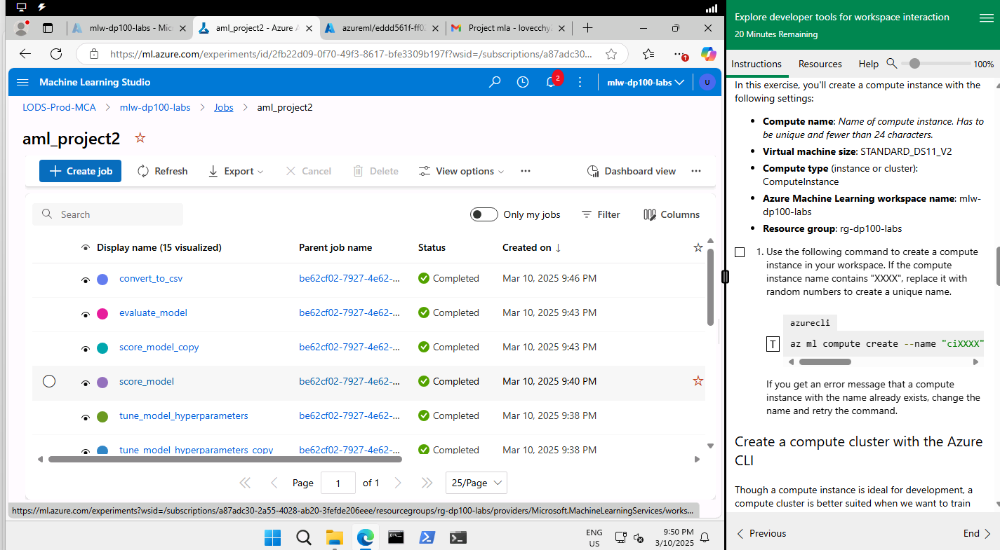 mlw-dp100-labs - Mic
aml_project2 - Azure A
azureml/eddd561f-ff0
Project mla - lovecchy
https://ml.azure.com/experiments/id/2fb22d09-0f70-49f3-8617-bfe3309b197f?wsid=/subscriptions/a87adc30...
Machine Learning Studio
2
mlw-dp100-labs
U
LODS-Prod-MCA > mlw-dp100-labs > Jobs > aml_project2
aml_project2
Create job
Refresh
Export
Cancel
Delete
View options
Dashboard view
Search
Only my jobs
Filter
Columns
Display name (15 visualized) Parent job name Status Created on ↓
convert_to_csv be62cf02-7927-4e62-... Completed Mar 10, 2025 9:46 PM
evaluate_model be62cf02-7927-4e62-... Completed Mar 10, 2025 9:43 PM
score_model_copy be62cf02-7927-4e62-... Completed Mar 10, 2025 9:43 PM
score_model be62cf02-7927-4e62-... Completed Mar 10, 2025 9:40 PM
tune_model_hyperparameters be62cf02-7927-4e62-... Completed Mar 10, 2025 9:38 PM
tune_model_hyperparameters_copy be62cf02-7927-4e62-... Completed Mar 10, 2025 9:38 PM
Page 1 of 1
25/Page
https://ml.azure.com/experiments?wsid=/subscriptions/a87adc30-2a55-4028-ab20-3fefde206eee/resourcegroups/rg-dp100-labs/providers/Microsoft.MachineLearningServices/works...
ENG
US
9:50 PM
3/10/2025
Explore developer tools for workspace interaction
20 Minutes Remaining
Instructions
Resources
Help
100%
In this exercise, you'll create a compute instance with the
following settings:
• Compute name: Name of compute instance. Has to
be unique and fewer than 24 characters.
• Virtual machine size: STANDARD_DS11_V2
• Compute type (instance or cluster):
ComputeInstance
• Azure Machine Learning workspace name: mlw-
dp100-labs
• Resource group: rg-dp100-labs
1. Use the following command to create a compute
instance in your workspace. If the compute
instance name contains "XXXX", replace it with
random numbers to create a unique name.
azurecli
T
az ml compute create --name "ciXXXX"
If you get an error message that a compute
instance with the name already exists, change the
name and retry the command.
Create a compute cluster with the Azure
CLI
Though a compute instance is ideal for development, a
compute cluster is better suited when we want to train
Previous
End